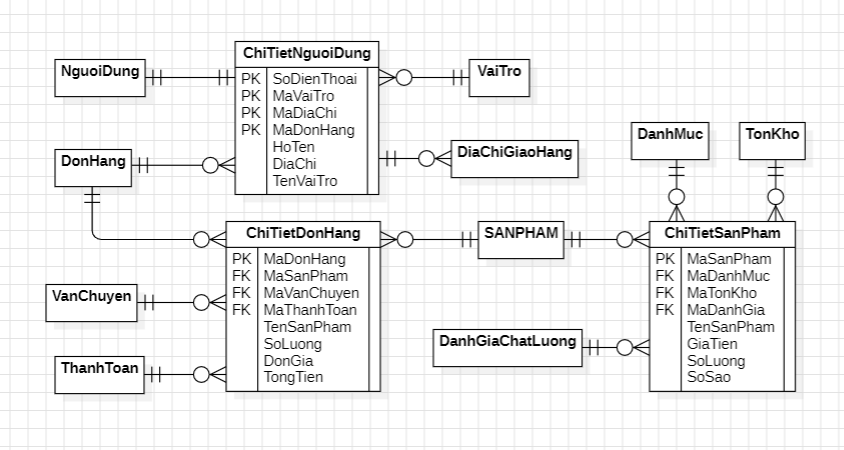 NguoiDung
ChiTietNguoiDung
PK SoDienThoai
PK MaVaiTro
PK MaDiaChi
PK MaDonHang
HoTen
DiaChi
TenVaiTro
VaiTro
DiaChiGiaoHang
DanhMuc
TonKho
DonHang
ChiTietDonHang
PK MaDonHang
FK MaSanPham
FK MaVanChuyen
FK MaThanhToan
TenSanPham
SoLuong
DonGia
TongTien
SANPHAM
ChiTietSanPham
PK MaSanPham
FK MaDanhMuc
FK MaTonKho
FK MaDanhGia
TenSanPham
GiaTien
SoLuong
SoSao
VanChuyen
DanhGiaChatLuong
ThanhToan